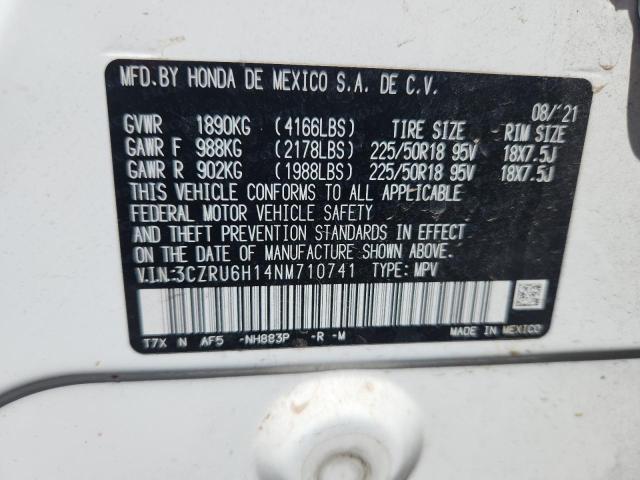 MFD.BY HONDA DE MEXICO S.A. DE C.V.
08/'21
GVWR 1890KG (4166LBS) TIRE SIZE RIM SIZE
GAWR F 988KG (2178LBS) 225/50R18 95V 18X7.5J
GAWR R 902KG (1988LBS) 225/50R18 95V 18X7.5J
THIS VEHICLE CONFORMS TO ALL APPLICABLE
FEDERAL MOTOR VEHICLE SAFETY
AND THEFT PREVENTION STANDARDS IN EFFECT
ON THE DATE OF MANUFACTURE SHOWN ABOVE.
V.I.N:3CZRU6H14NM710741 TYPE: MPV
T7X N AF5 -NH883P -R -M MADE IN MEXICO